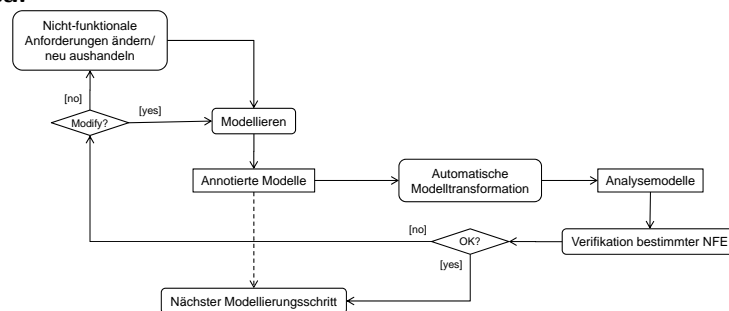 Nicht-funktionale
Anforderungen ändern/
neu aushandeln
[no]
[yes]
Modify?
Modellieren
Annotierte Modelle
Automatische
Modelltransformation
Analysemodelle
[no]
OK?
Verifikation bestimmter NFE
[yes]
Nächster Modellierungsschritt